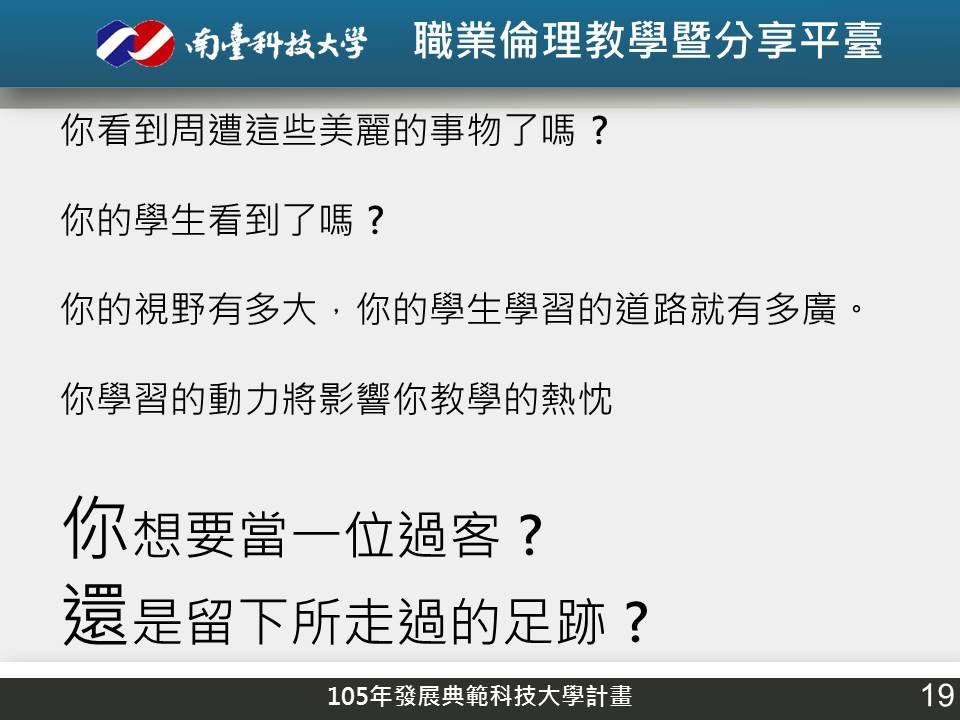 南臺科技大學 職業倫理教學暨分享平臺
你看到周遭這些美麗的事物了嗎？
你的學生看到了嗎？
你的視野有多大，你的學生學習的道路就有多廣。
你學習的動力將影響你教學的熱忱
你想要當一位過客？
還是留下所走過的足跡？
105年發展典範科技大學計畫 19